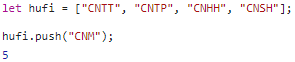 let hufi = ["CNTT", "CNTP", "CNHH", "CNSH"];
hufi.push("CNM");
5